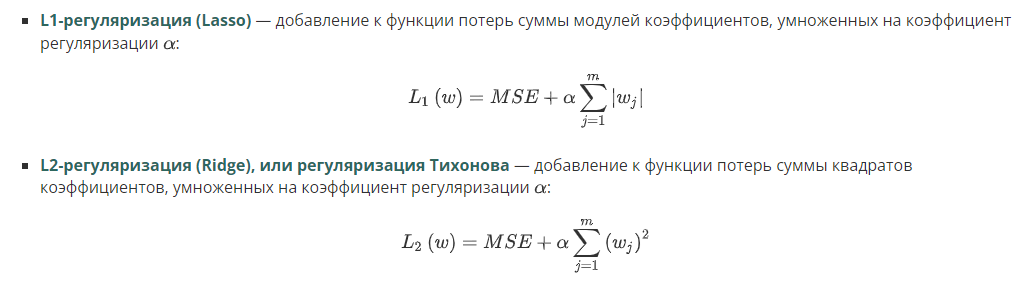 ▪ L1-регуляризация (Lasso) — добавление к функции потерь суммы модулей коэффициентов, умноженных на коэффициент
регуляризации α:
L₁ (w) = MSE + α ∑_{j=1}^{m} |w_j|
▪ L2-регуляризация (Ridge), или регуляризация Тихонова — добавление к функции потерь суммы квадратов
коэффициентов, умноженных на коэффициент регуляризации α:
L₂ (w) = MSE + α ∑_{j=1}^{m} (w_j)²